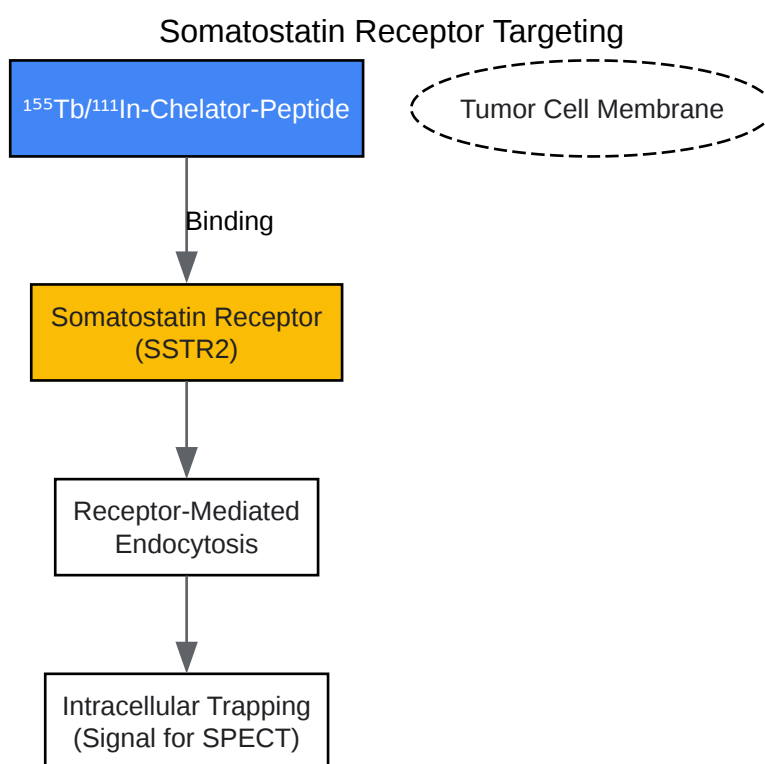 Somatostatin Receptor Targeting
¹⁵⁵Tb/¹¹¹In-Chelator-Peptide
Tumor Cell Membrane
Binding
Somatostatin Receptor
(SSTR2)
Receptor-Mediated
Endocytosis
Intracellular Trapping
(Signal for SPECT)